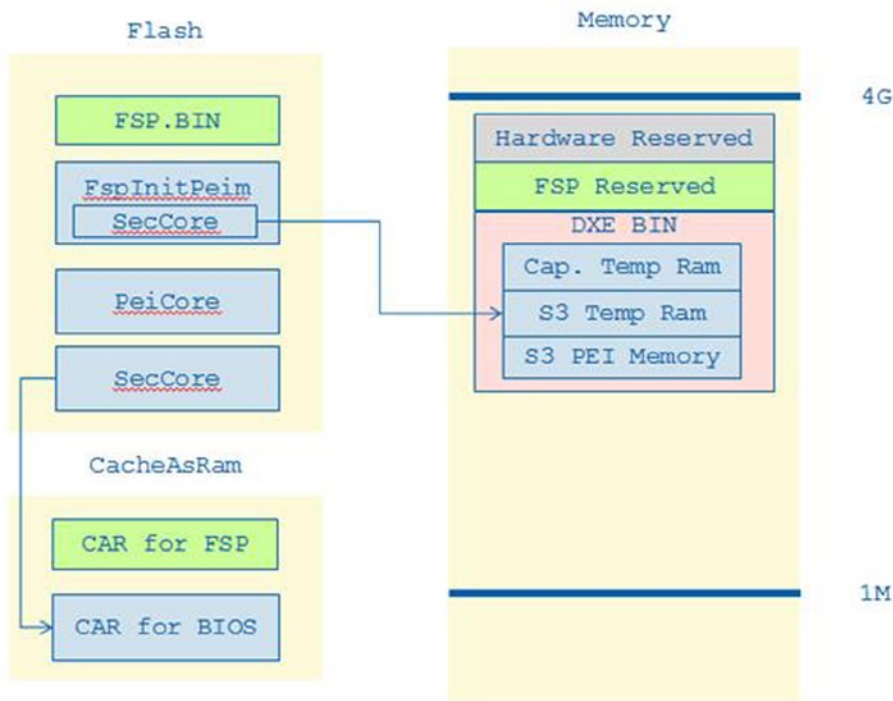 Flash
FSP.BIN
FspInitPeim
SecCore
PeiCore
SecCore
CacheAsRam
CAR for FSP
CAR for BIOS
Memory
4G
Hardware Reserved
FSP Reserved
DXE BIN
Cap. Temp Ram
S3 Temp Ram
S3 PEI Memory
1M